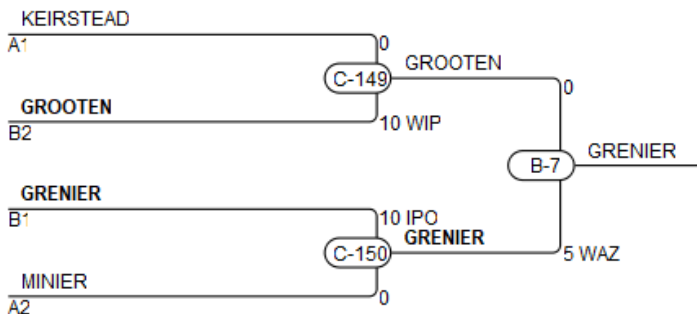 KEIRSTEAD
A1
0
C-149
GROOTEN
0
GROOTEN
B2
10 WIP
B-7
GRENIER
GRENIER
B1
10 IPO
C-150
GRENIER
5 WAZ
MINIER
A2
0